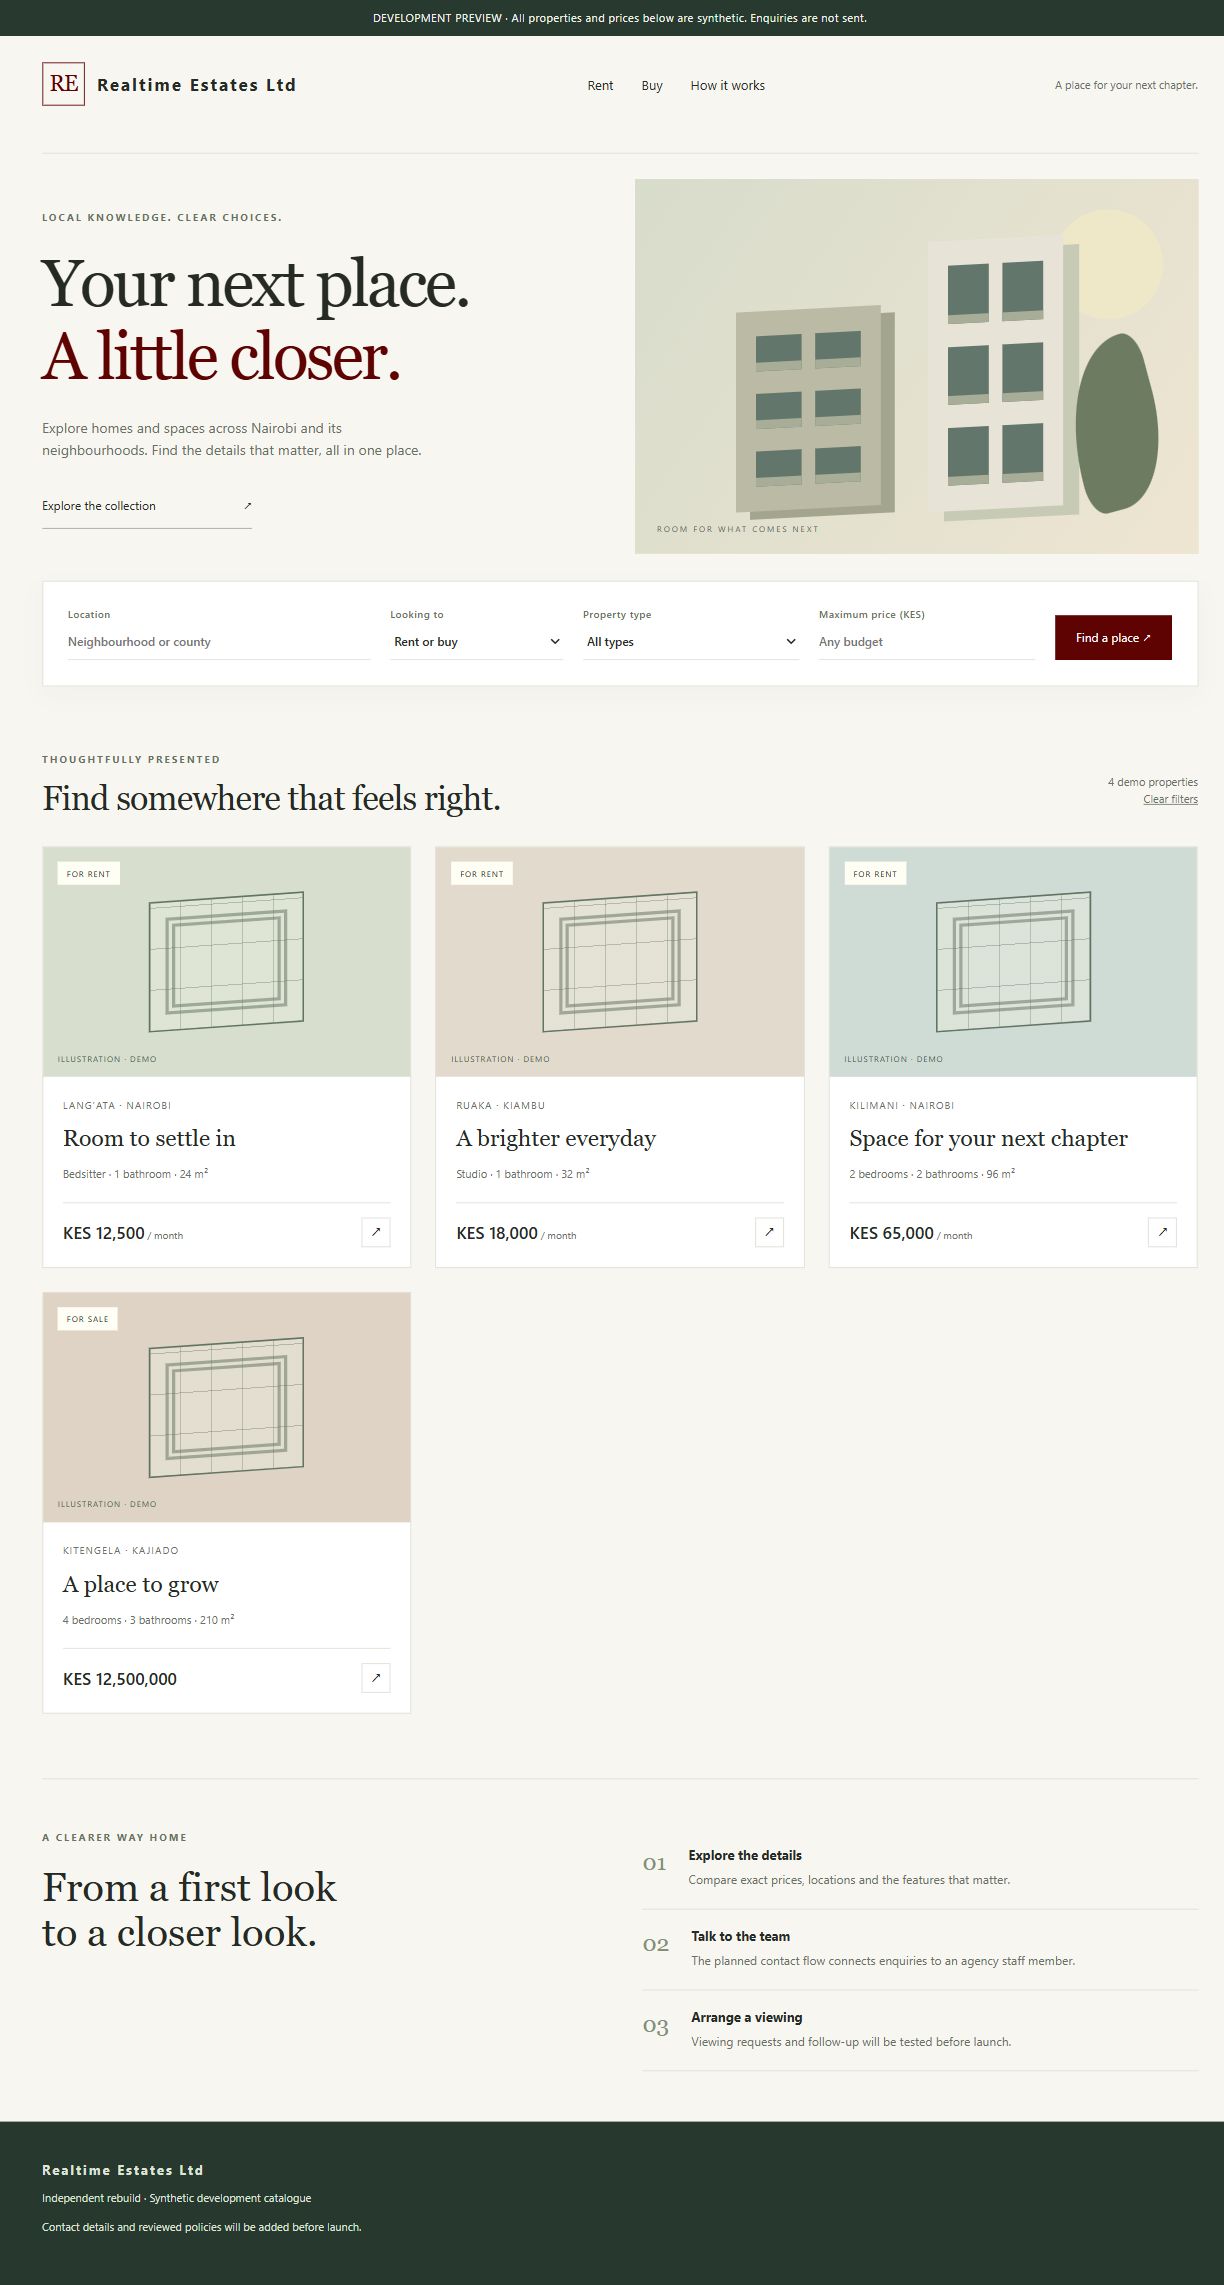 DEVELOPMENT PREVIEW · All properties and prices below are synthetic. Enquiries are not sent.
RE
Realtime Estates Ltd
Rent
Buy
How it works
A place for your next chapter.
LOCAL KNOWLEDGE. CLEAR CHOICES.
Your next place.
A little closer.
Explore homes and spaces across Nairobi and its
neighbourhoods. Find the details that matter, all in one place.
Explore the collection ↗
ROOM FOR WHAT COMES NEXT
Location
Neighbourhood or county
Looking to
Rent or buy
Property type
All types
Maximum price (KES)
Any budget
Find a place ↗
THOUGHTFULLY PRESENTED
Find somewhere that feels right.
4 demo properties
Clear filters
FOR RENT
ILLUSTRATION · DEMO
LANG'ATA · NAIROBI
Room to settle in
Bedsitter · 1 bathroom · 24 m²
KES 12,500 / month
↗
FOR RENT
ILLUSTRATION · DEMO
RUAKA · KIAMBU
A brighter everyday
Studio · 1 bathroom · 32 m²
KES 18,000 / month
↗
FOR RENT
ILLUSTRATION · DEMO
KILIMANI · NAIROBI
Space for your next chapter
2 bedrooms · 2 bathrooms · 96 m²
KES 65,000 / month
↗
FOR SALE
ILLUSTRATION · DEMO
KITENGELA · KAJIADO
A place to grow
4 bedrooms · 3 bathrooms · 210 m²
KES 12,500,000
↗
A CLEARER WAY HOME
From a first look
to a closer look.
01
Explore the details
Compare exact prices, locations and the features that matter.
02
Talk to the team
The planned contact flow connects enquiries to an agency staff member.
03
Arrange a viewing
Viewing requests and follow-up will be tested before launch.
Realtime Estates Ltd
Independent rebuild · Synthetic development catalogue
Contact details and reviewed policies will be added before launch.